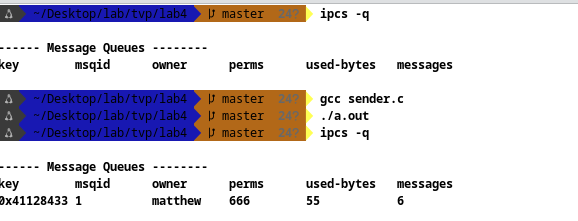 ~/Desktop/lab/tvp/lab4 master 24? ipcs -q
------ Message Queues --------
key msqid owner perms used-bytes messages
~/Desktop/lab/tvp/lab4 master 24? gcc sender.c
~/Desktop/lab/tvp/lab4 master 24? ./a.out
~/Desktop/lab/tvp/lab4 master 24? ipcs -q
------ Message Queues --------
key msqid owner perms used-bytes messages
0x41128433 1 matthew 666 55 6